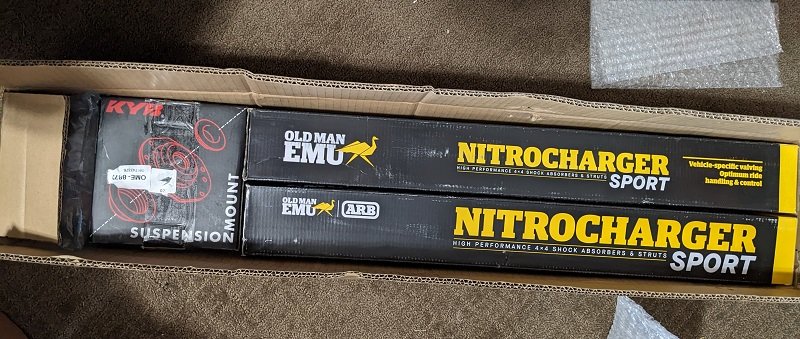 KYB
SUSPENSION MOUNT
OLD MAN
EMU
NITROCHARGER
HIGH PERFORMANCE 4×4 SHOCK ABSORBERS & STRUTS
SPORT
Vehicle-specific valving
Optimum ride
handling & control
OLD MAN
EMU
ARB
NITROCHARGER
HIGH PERFORMANCE 4×4 SHOCK ABSORBERS & STRUTS
SPORT